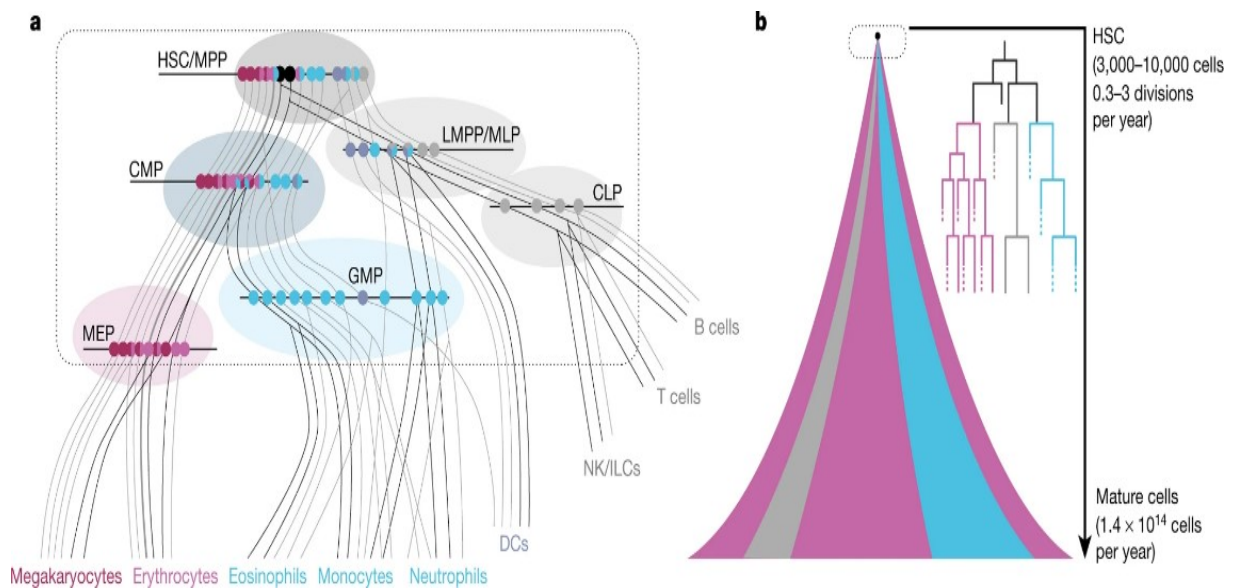 a
HSC/MPP
LMPP/MLP
CMP
CLP
GMP
MEP
B cells
T cells
NK/ILCs
DCs
Megakaryocytes Erythrocytes Eosinophils Monocytes Neutrophils
b
HSC
(3,000–10,000 cells
0.3–3 divisions
per year)
Mature cells
(1.4 × 10¹⁴ cells
per year)